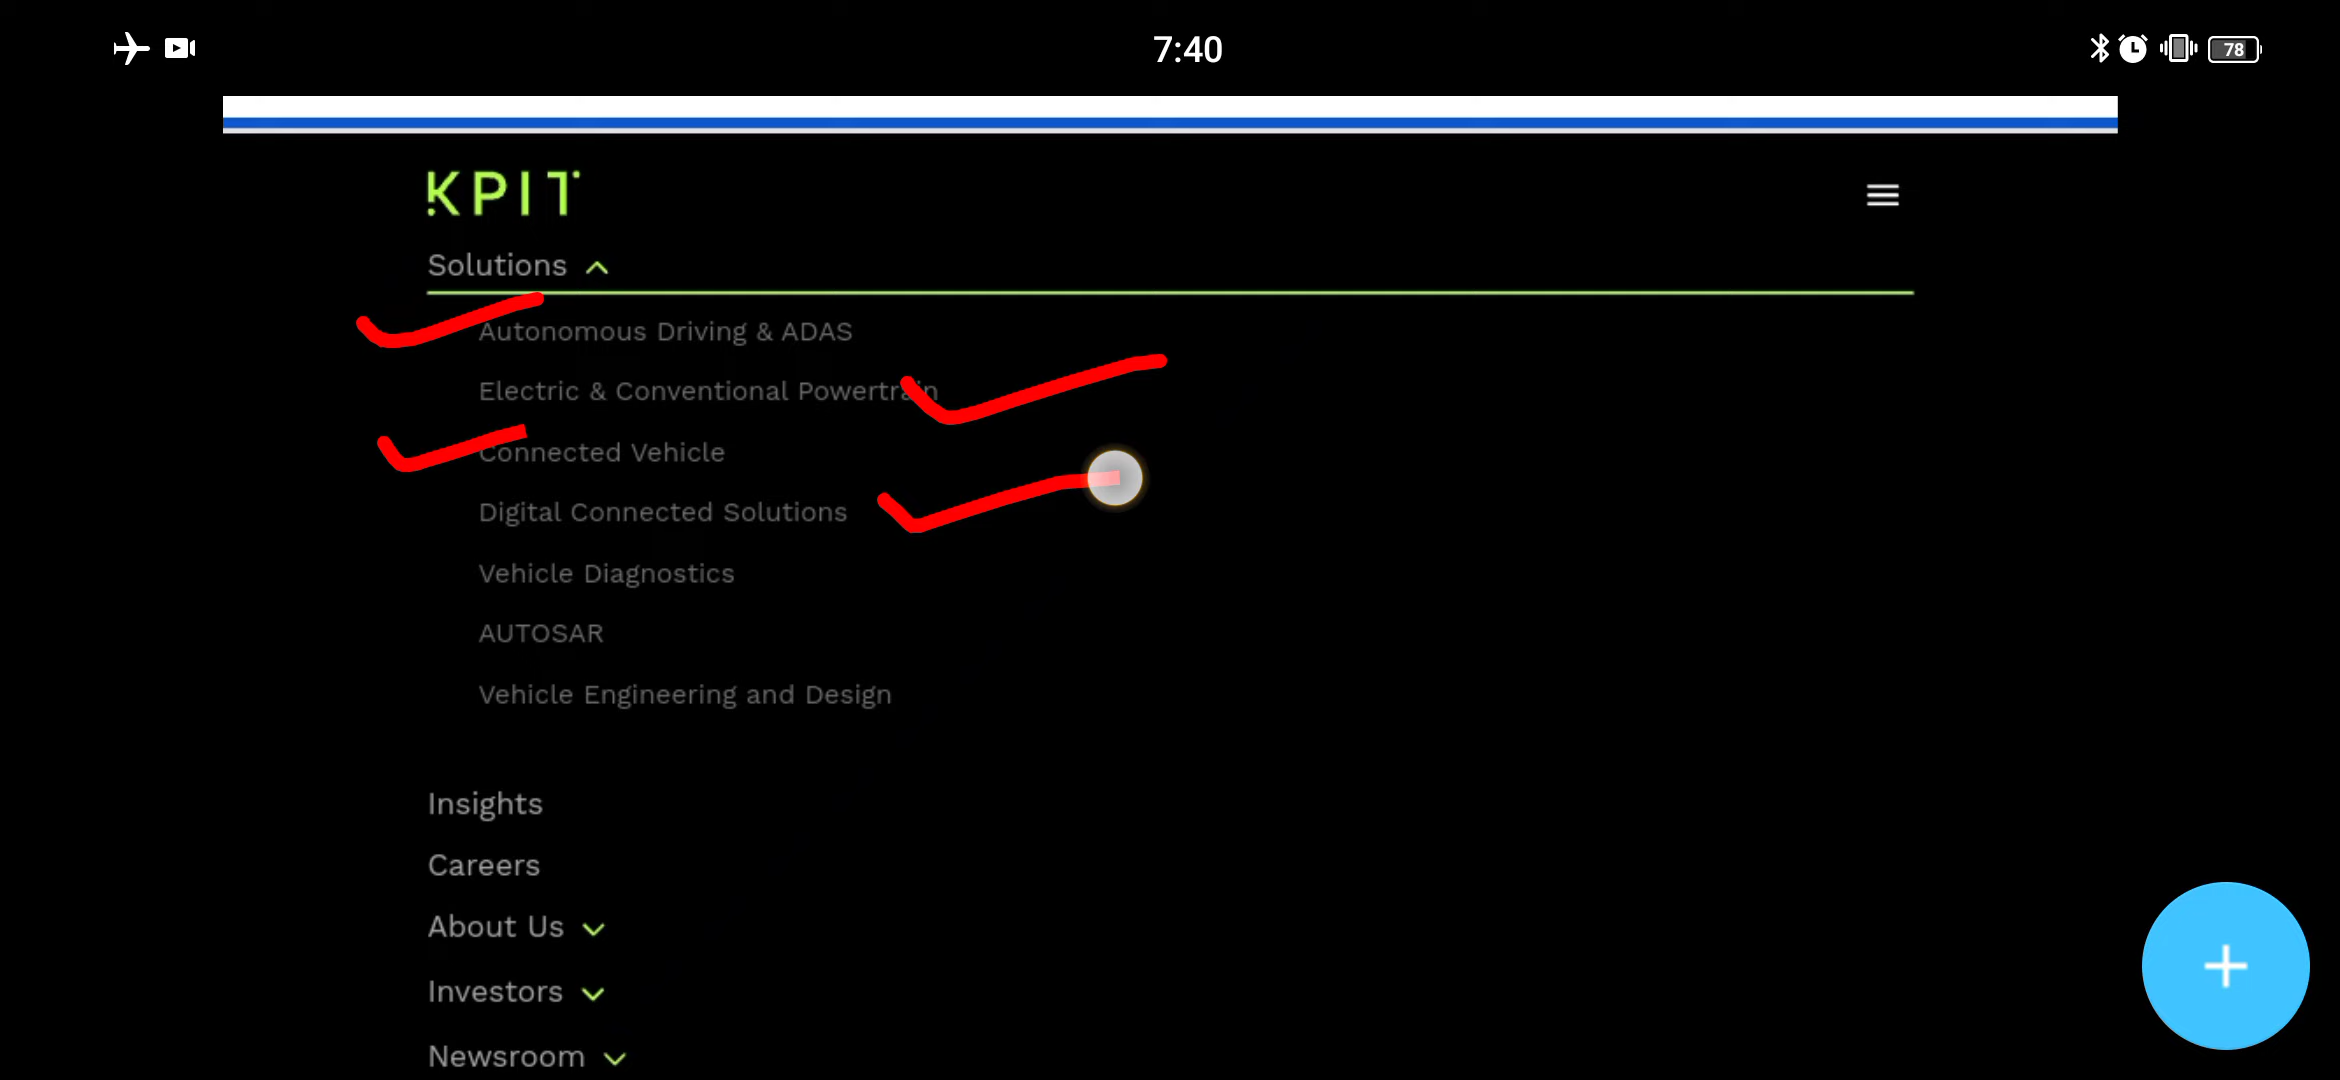 7:40
78
KPIT
Solutions
Autonomous Driving & ADAS
Electric & Conventional Powertrain
Connected Vehicle
Digital Connected Solutions
Vehicle Diagnostics
AUTOSAR
Vehicle Engineering and Design
Insights
Careers
About Us
Investors
Newsroom